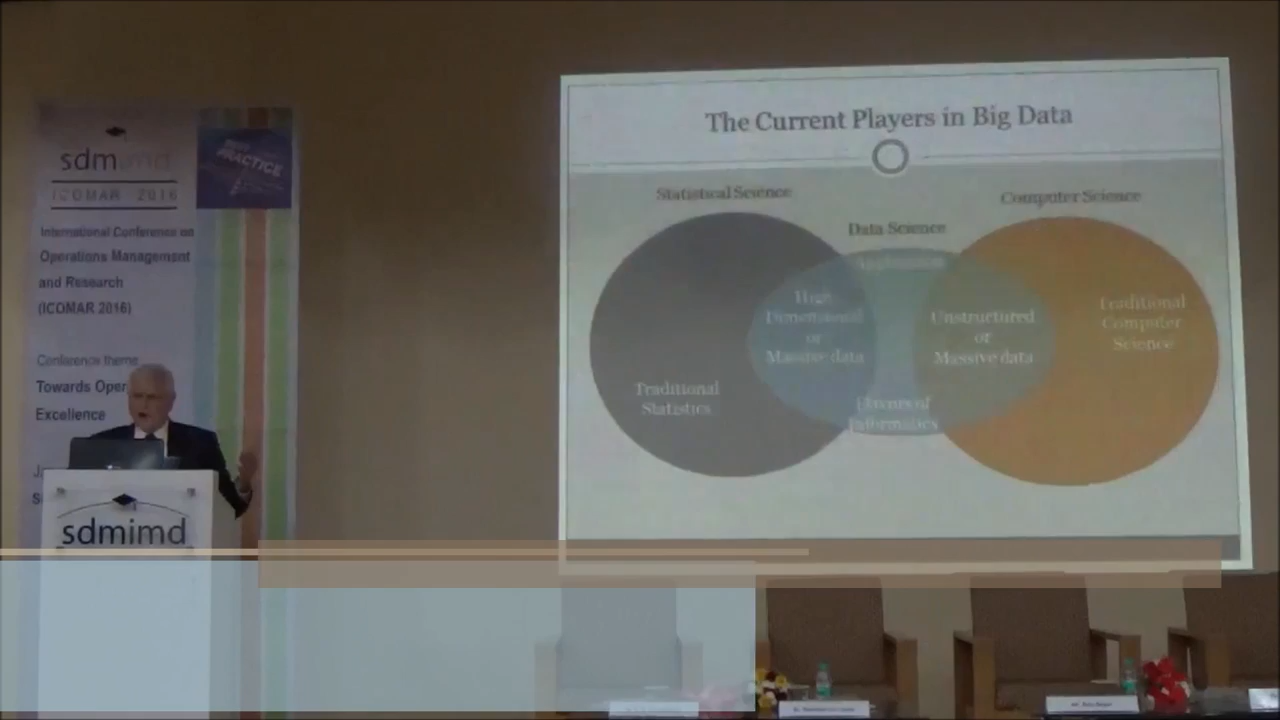 sdmimd
ICOMAR 2016
International Conference on
Operations Management
and Research
(ICOMAR 2016)
Conference theme
Towards Oper
Excellence
PRACTICE
sdmimd
The Current Players in Big Data
Statistical Science
Computer Science
Data Science
High
Dimensional
or
Massive data
Unstructured
or
Massive data
Traditional
Computer
Science
Traditional
Statistics
Informatics